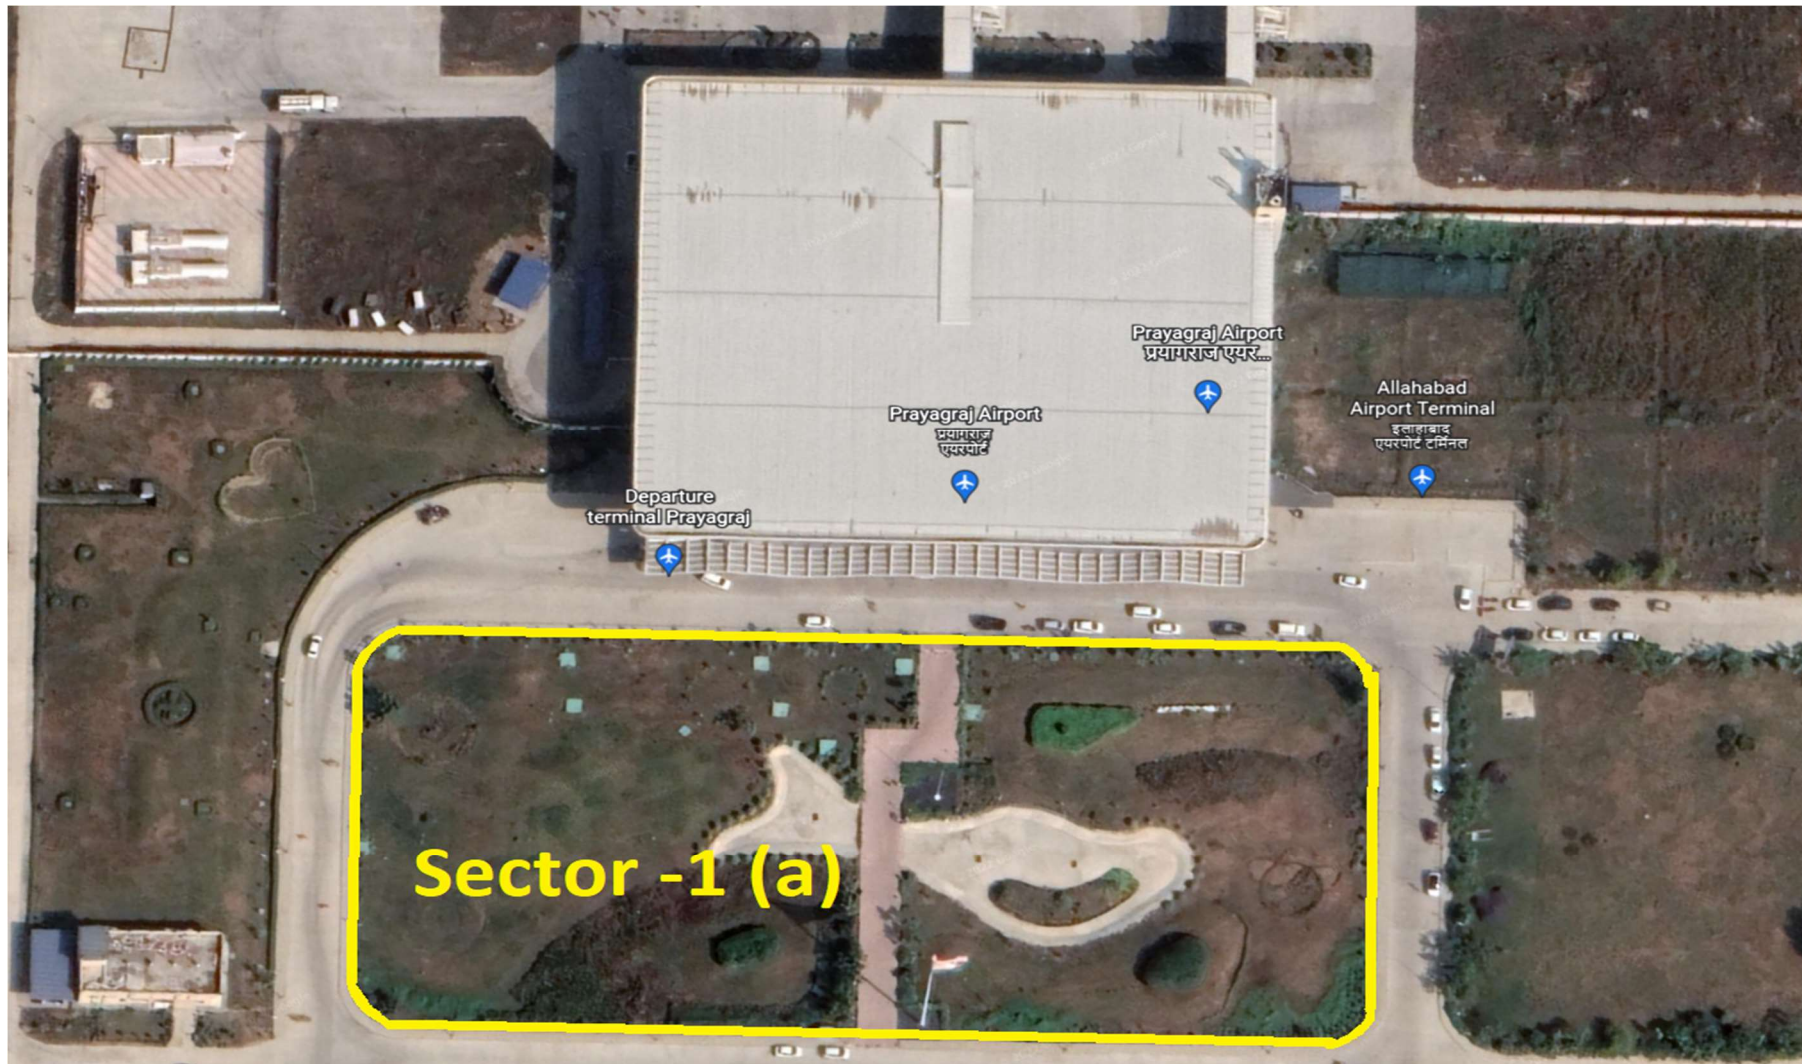 Prayagraj Airport
प्रयागराज एयर...
Prayagraj Airport
प्रयागराज
एयरपोर्ट
Allahabad
Airport Terminal
इलाहाबाद
एयरपोर्ट टर्मिनल
Departure
terminal Prayagraj
Sector -1 (a)